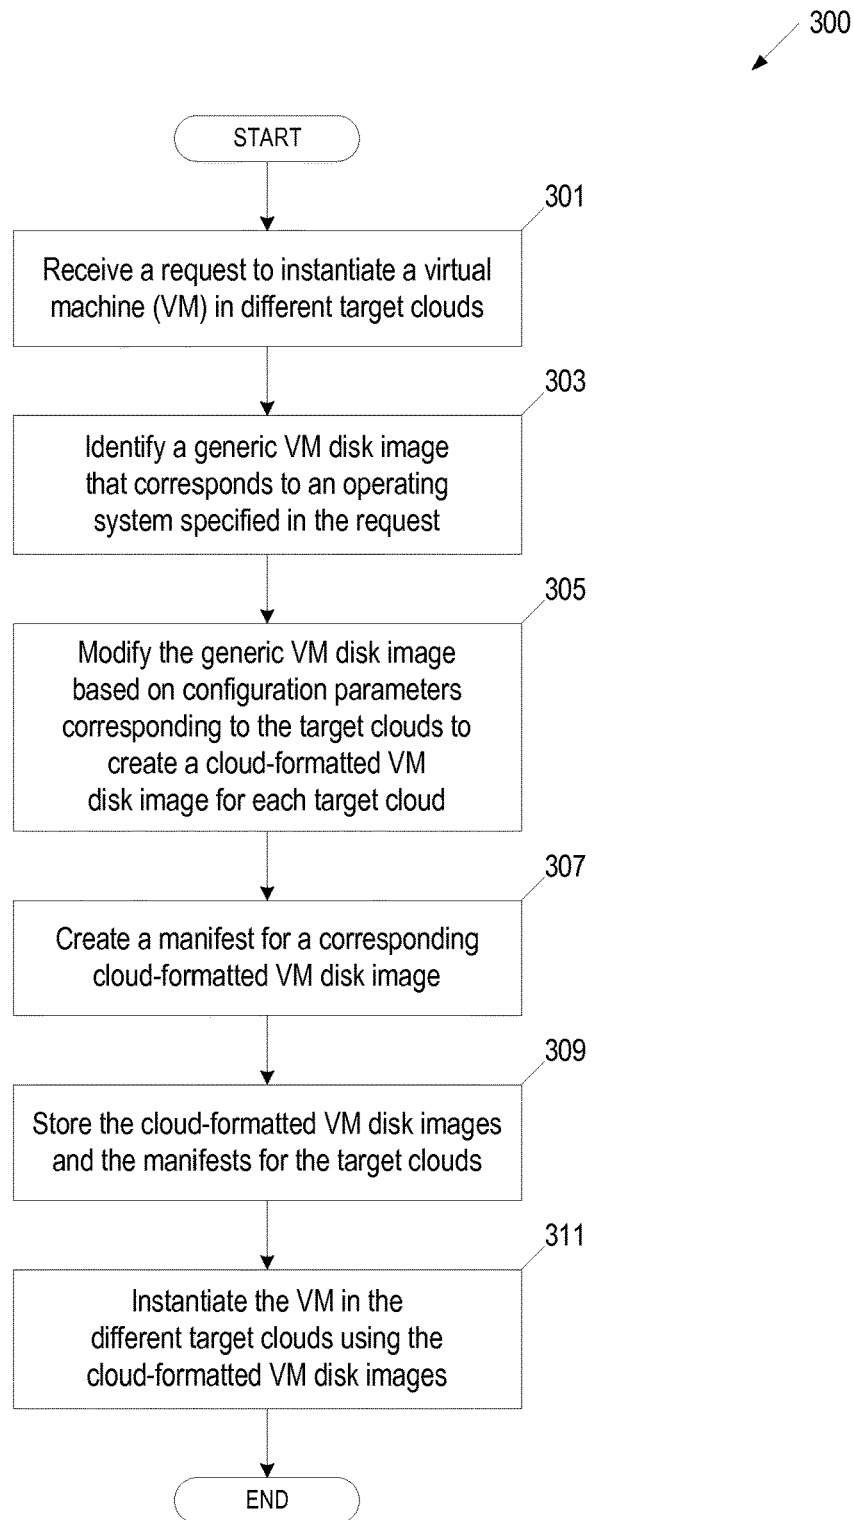 300
START
301
Receive a request to instantiate a virtual
machine (VM) in different target clouds
303
Identify a generic VM disk image
that corresponds to an operating
system specified in the request
305
Modify the generic VM disk image
based on configuration parameters
corresponding to the target clouds to
create a cloud-formatted VM
disk image for each target cloud
307
Create a manifest for a corresponding
cloud-formatted VM disk image
309
Store the cloud-formatted VM disk images
and the manifests for the target clouds
311
Instantiate the VM in the
different target clouds using the
cloud-formatted VM disk images
END